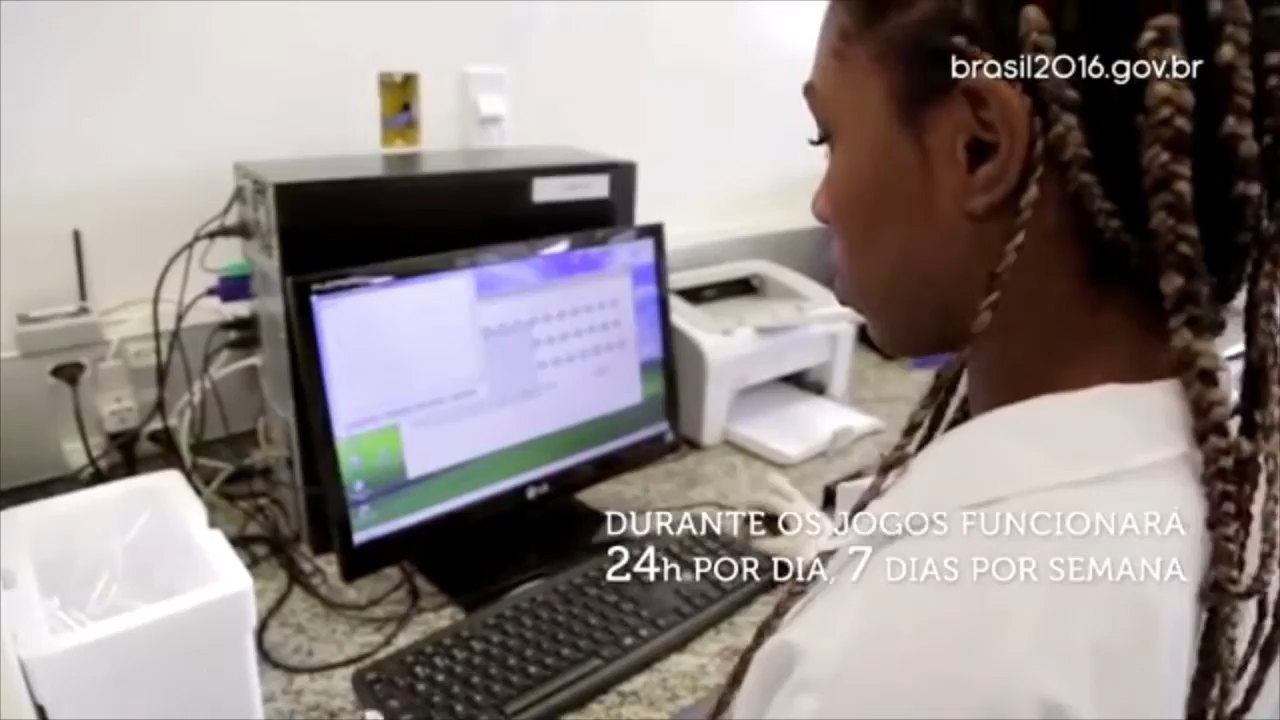 brasil2016.gov.br
DURANTE OS JOGOS FUNCIONARÁ
24h POR DIA, 7 DIAS POR SEMANA
LG